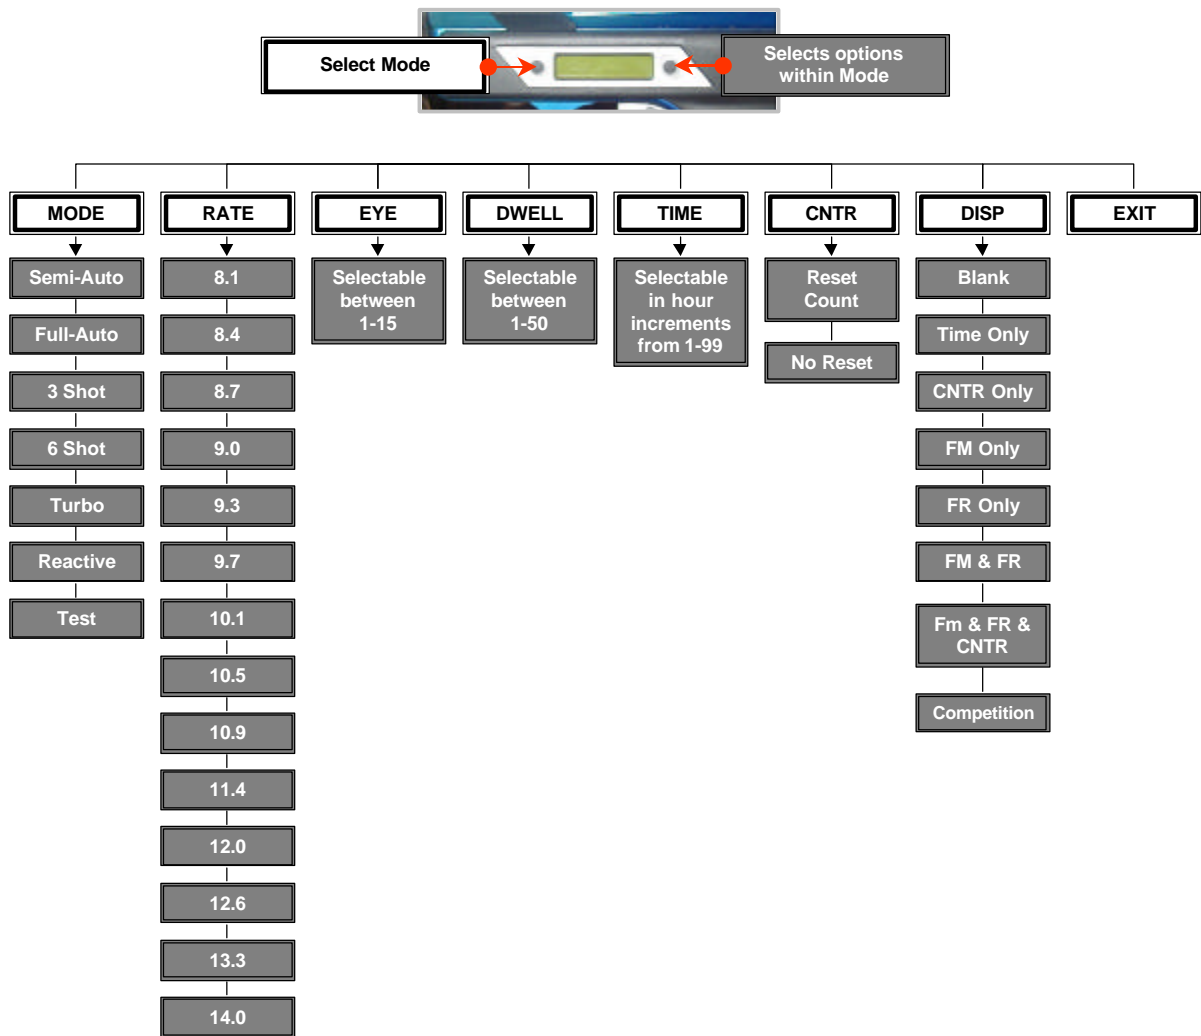 Select Mode
Selects options
within Mode
MODE
RATE
EYE
DWELL
TIME
CNTR
DISP
EXIT
Semi-Auto
Full-Auto
3 Shot
6 Shot
Turbo
Reactive
Test
8.1
8.4
8.7
9.0
9.3
9.7
10.1
10.5
10.9
11.4
12.0
12.6
13.3
14.0
Selectable
between
1-15
Selectable
between
1-50
Selectable
in hour
increments
from 1-99
Reset
Count
No Reset
Blank
Time Only
CNTR Only
FM Only
FR Only
FM & FR
Fm & FR &
CNTR
Competition